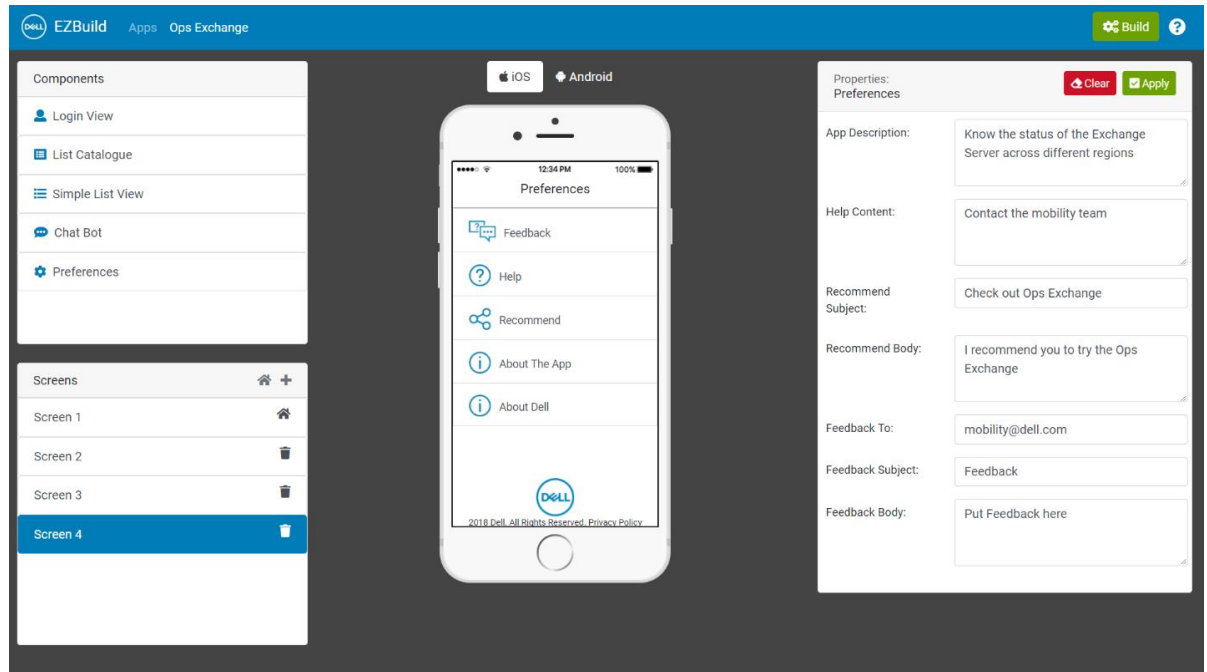 DELL EZBuild Apps Ops Exchange Build ?
Components
Login View
List Catalogue
Simple List View
Chat Bot
Preferences
Screens
Screen 1
Screen 2
Screen 3
Screen 4
iOS Android
12:34 PM 100%
Preferences
Feedback
Help
Recommend
About The App
About Dell
DELL
2018 Dell. All Rights Reserved. Privacy Policy
Properties:
Preferences
Clear Apply
App Description:
Know the status of the Exchange
Server across different regions
Help Content:
Contact the mobility team
Recommend
Subject:
Check out Ops Exchange
Recommend Body:
I recommend you to try the Ops
Exchange
Feedback To:
mobility@dell.com
Feedback Subject:
Feedback
Feedback Body:
Put Feedback here